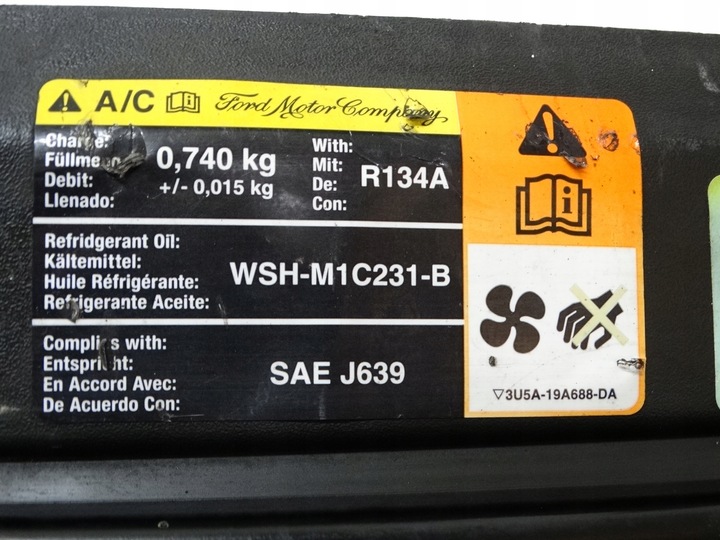 A/C Ford Motor Company
Charge:
Füllmenge
Debit:
Llenado:
0,740 kg
+/- 0,015 kg
With:
Mit:
De:
Con:
R134A
Refridgerant Oil:
Kältemittel:
Huile Réfrigérante:
Refrigerante Aceite:
WSH-M1C231-B
Complies with:
Entspricht:
En Accord Avec:
De Acuerdo Con:
SAE J639
i
▽3U5A-19A688-DA